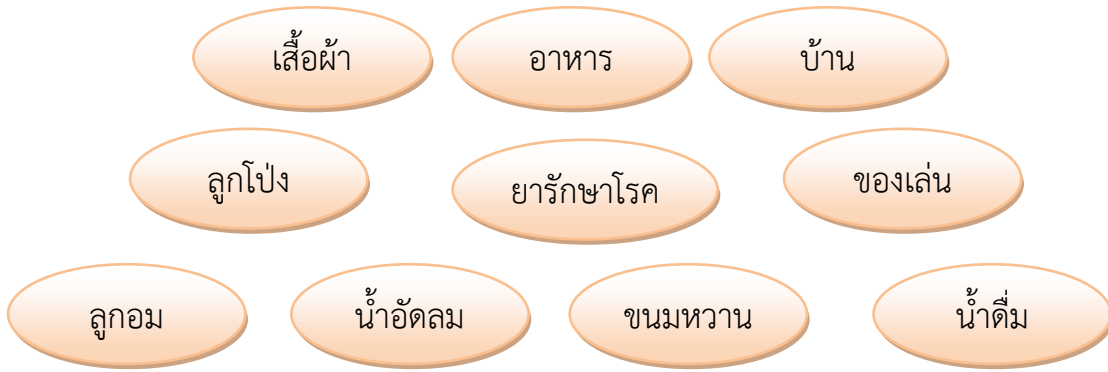 เสื้อผ้า
อาหาร
บ้าน
ลูกโป่ง
ยารักษาโรค
ของเล่น
ลูกอม
น้ำอัดลม
ขนมหวาน
น้ำดื่ม